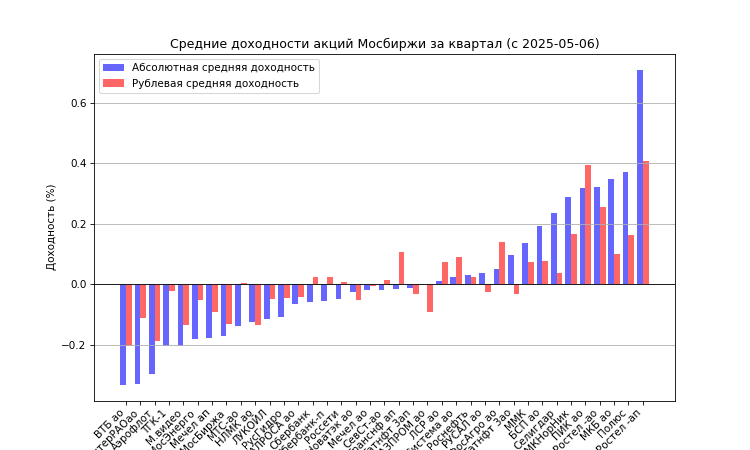 Средние доходности акций Мосбиржи за квартал (с 2025-05-06)
Абсолютная средняя доходность
Рублевая средняя доходность
Доходность (%)
0.6
0.4
0.2
0.0
−0.2
ВТБ ао
Аэрофлот
ТГК-1
М.видео
Мечел ап
МосБиржа
МТС-ао
НЛМК ао
ЛУКОЙЛ
РусГидро
Сбербанк
Россети
Мечел ао
СевСт-ао
ЛСР ао
Роснефть
РУСАЛ ао
ММК
БСП ао
Селигдар
ПИК ао
Ростел -ао
МКБ ао
Полюс
Ростел -ап